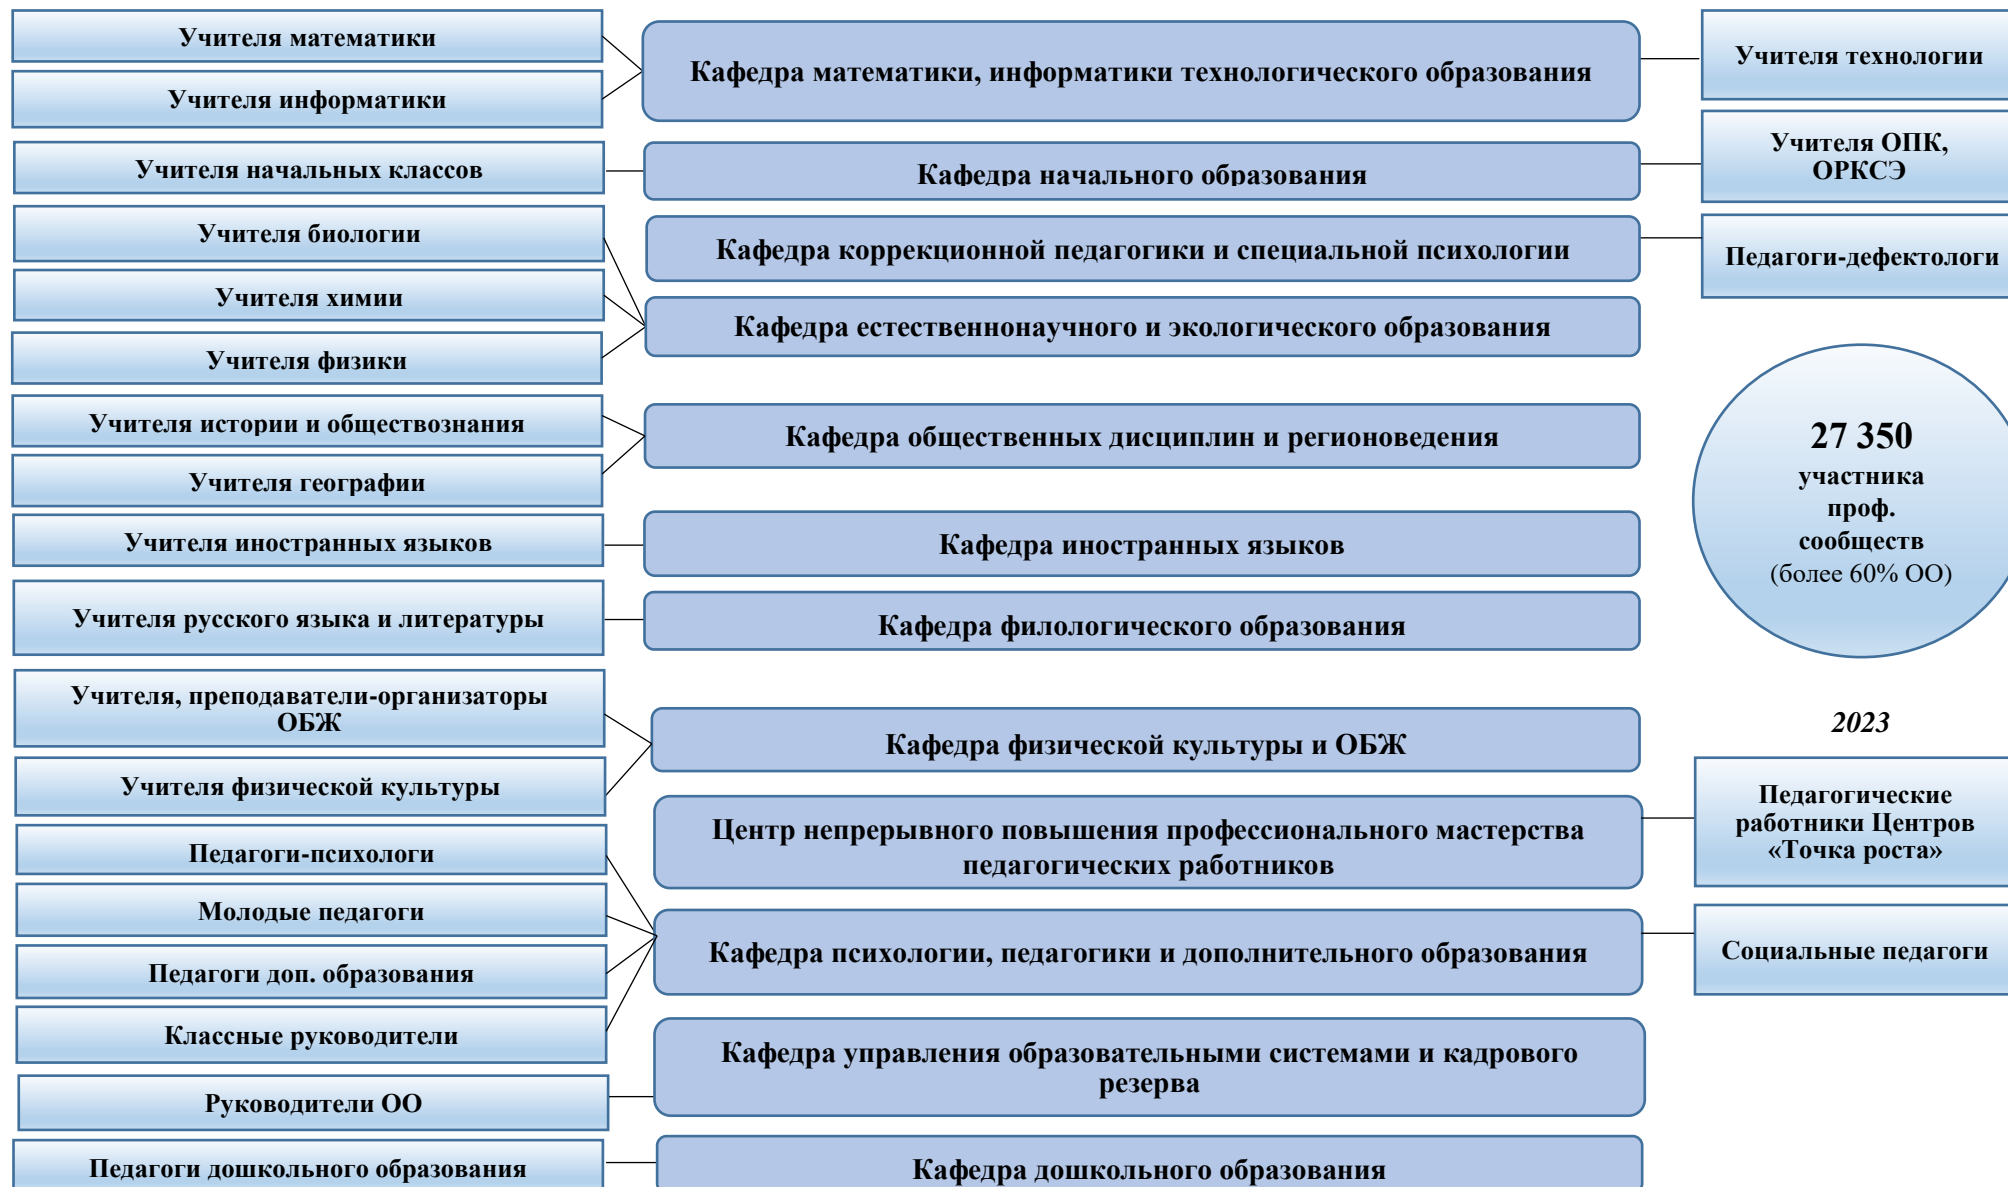 Учителя математики
Учителя информатики
Учителя начальных классов
Учителя биологии
Учителя химии
Учителя физики
Учителя истории и обществознания
Учителя географии
Учителя иностранных языков
Учителя русского языка и литературы
Учителя, преподаватели-организаторы
ОБЖ
Учителя физической культуры
Педагоги-психологи
Молодые педагоги
Педагоги доп. образования
Классные руководители
Руководители ОО
Педагоги дошкольного образования
Кафедра математики, информатики технологического образования
Кафедра начального образования
Кафедра коррекционной педагогики и специальной психологии
Кафедра естественнонаучного и экологического образования
Кафедра общественных дисциплин и регионоведения
Кафедра иностранных языков
Кафедра филологического образования
Кафедра физической культуры и ОБЖ
Центр непрерывного повышения профессионального мастерства
педагогических работников
Кафедра психологии, педагогики и дополнительного образования
Кафедра управления образовательными системами и кадрового
резерва
Кафедра дошкольного образования
Учителя технологии
Учителя ОПК,
ОРКСЭ
Педагоги-дефектологи
27 350
участника
проф.
сообществ
(более 60% ОО)
2023
Педагогические
работники Центров
«Точка роста»
Социальные педагоги